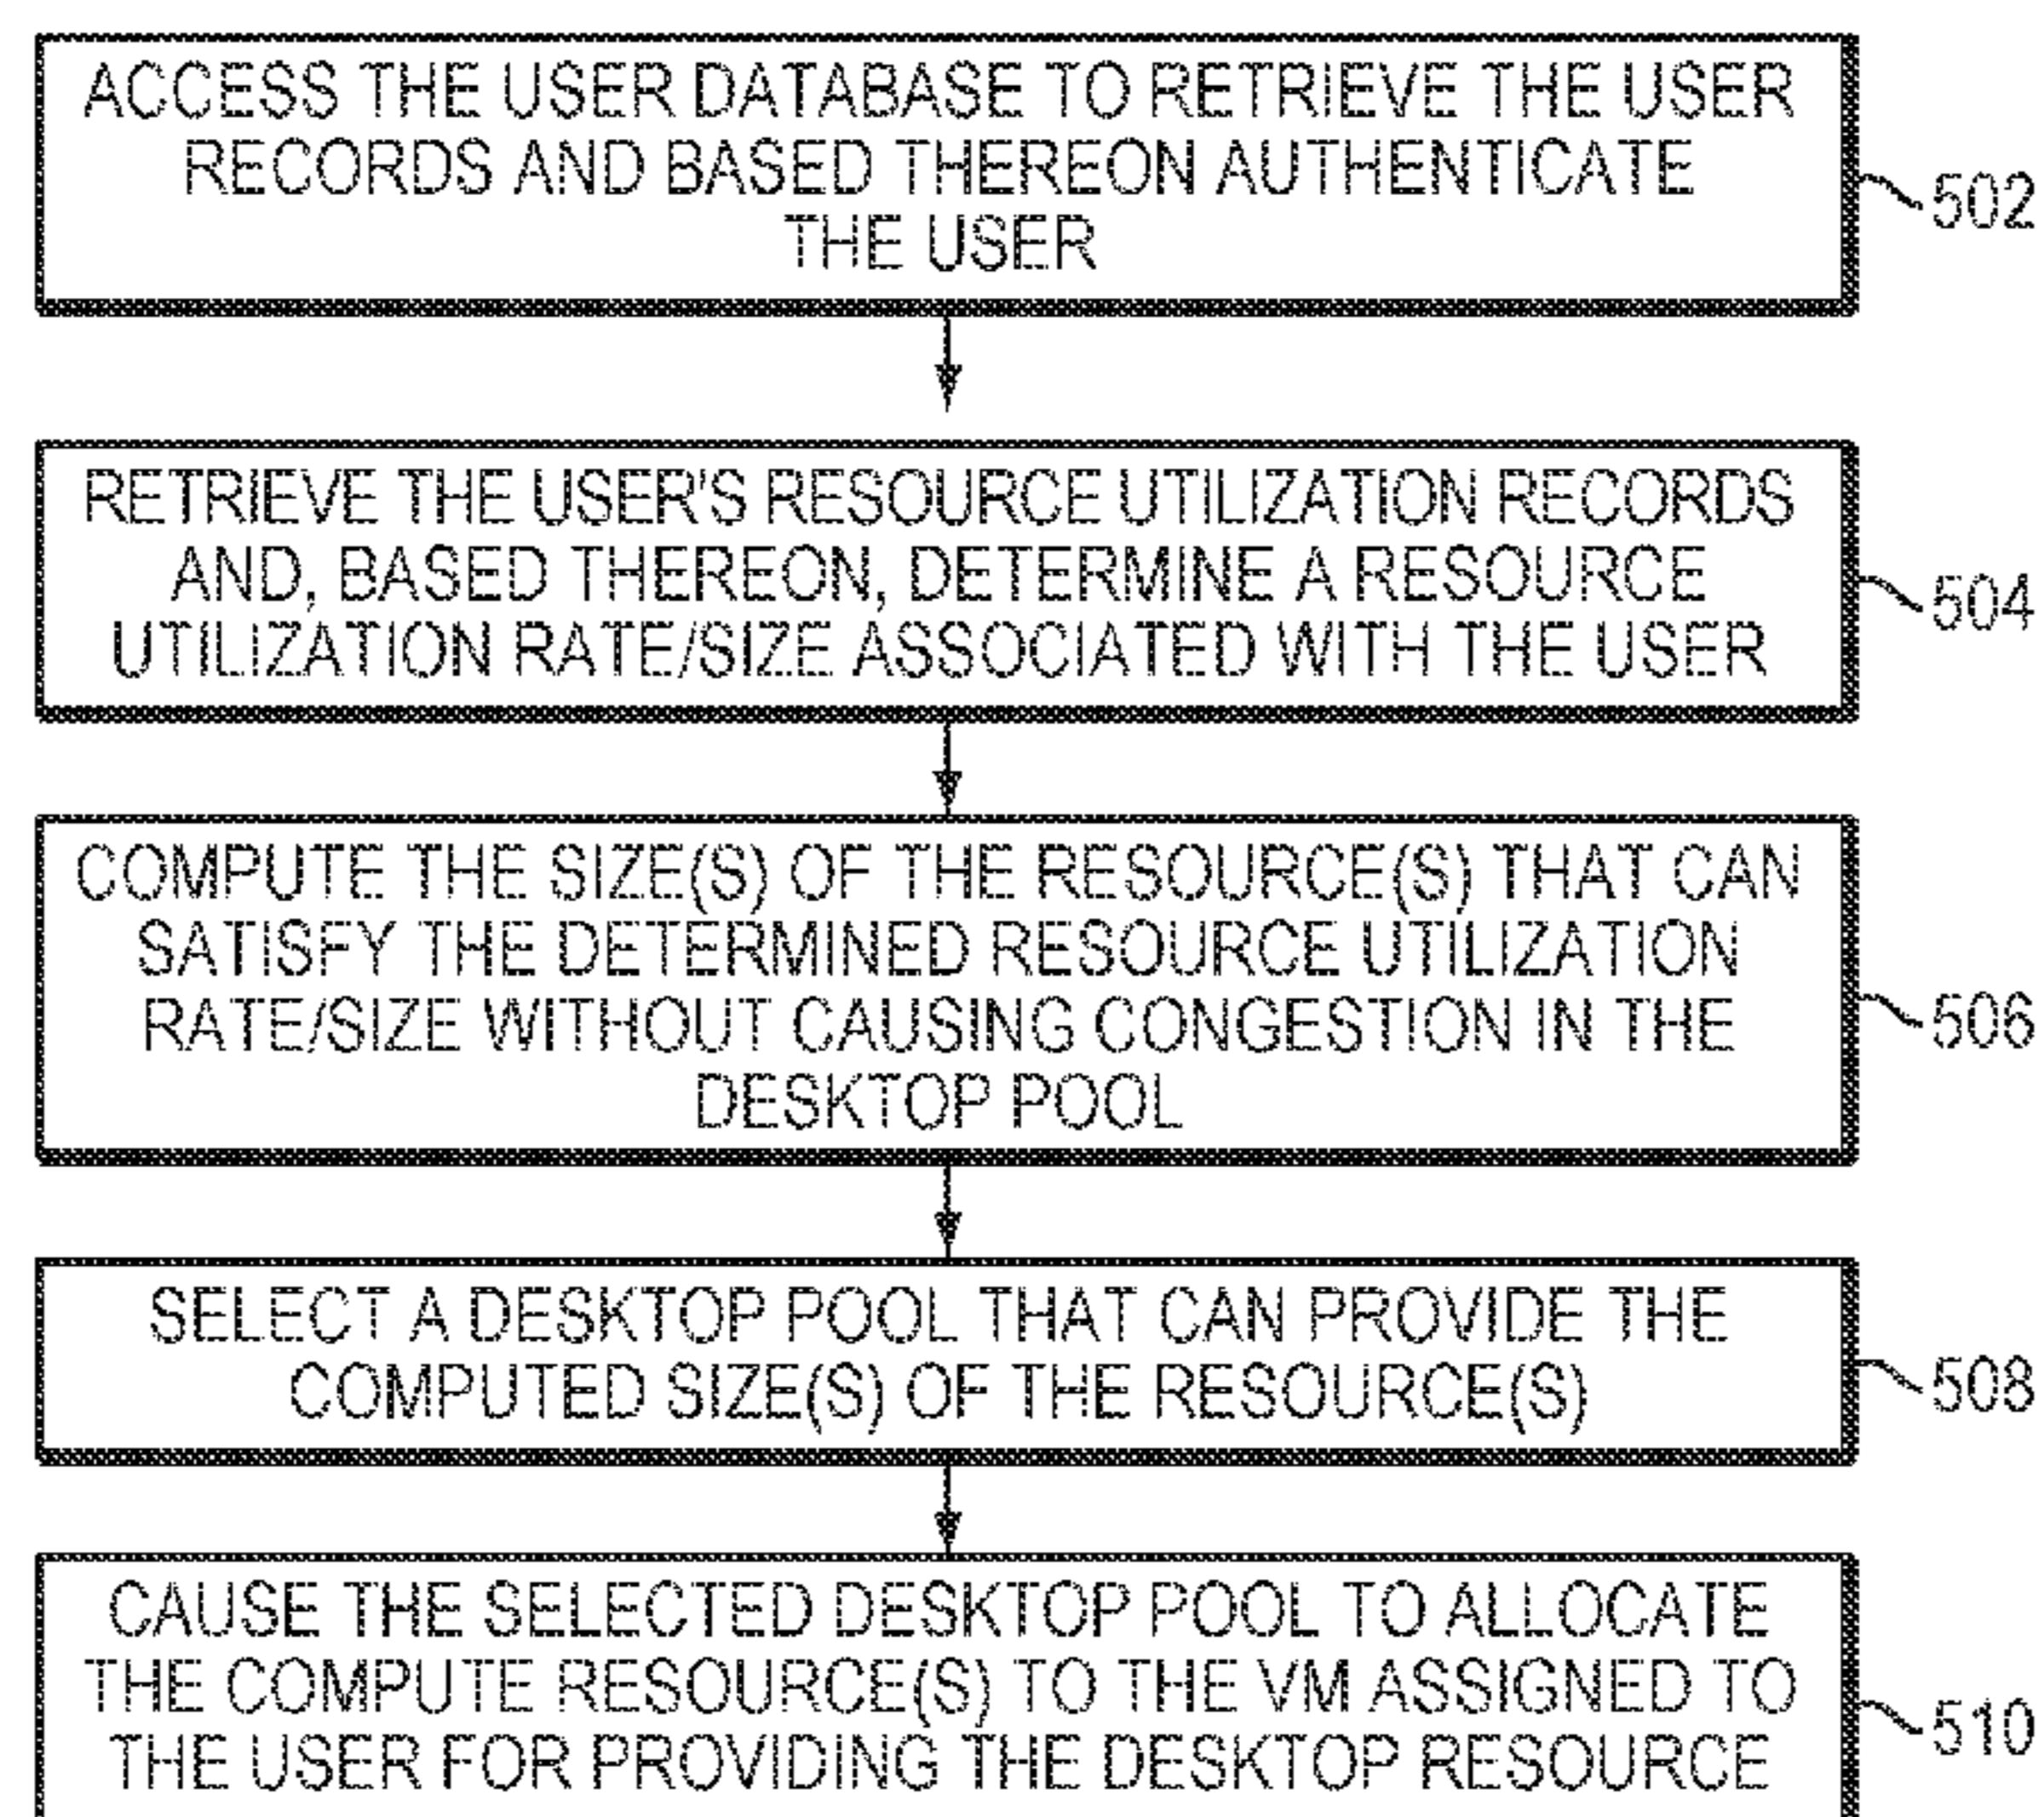 ACCESS THE USER DATABASE TO RETRIEVE THE USER
RECORDS AND BASED THEREON AUTHENTICATE
THE USER
502
RETRIEVE THE USER'S RESOURCE UTILIZATION RECORDS
AND, BASED THEREON, DETERMINE A RESOURCE
UTILIZATION RATE/SIZE ASSOCIATED WITH THE USER
504
COMPUTE THE SIZE(S) OF THE RESOURCE(S) THAT CAN
SATISFY THE DETERMINED RESOURCE UTILIZATION
RATE/SIZE WITHOUT CAUSING CONGESTION IN THE
DESKTOP POOL
506
SELECT A DESKTOP POOL THAT CAN PROVIDE THE
COMPUTED SIZE(S) OF THE RESOURCE(S)
508
CAUSE THE SELECTED DESKTOP POOL TO ALLOCATE
THE COMPUTE RESOURCE(S) TO THE VM ASSIGNED TO
THE USER FOR PROVIDING THE DESKTOP RESOURCE
510